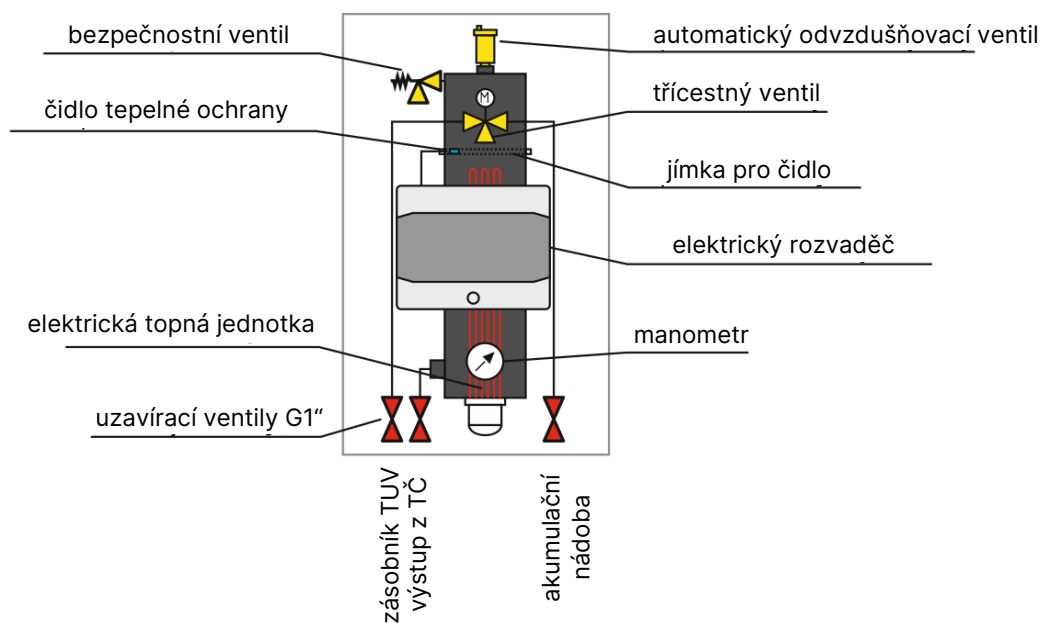 bezpečnostní ventil
automatický odvzdušňovací ventil
čidlo tepelné ochrany
třícestný ventil
M
jímka pro čidlo
elektrický rozvaděč
elektrická topná jednotka
manometr
uzavírací ventily G1“
zásobník TUV
výstup z TČ
akumulační
nádoba